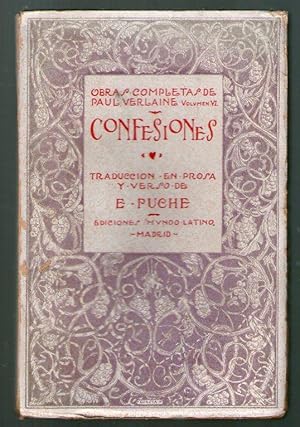 OBRAS COMPLETAS DE
PAUL VERLAINE VOLUMEN VI
CONFESIONES
TRADUCCION EN PROSA
Y VERSO DE
E PUCHE
EDICIONES MVNDO LATINO
-MADRID-